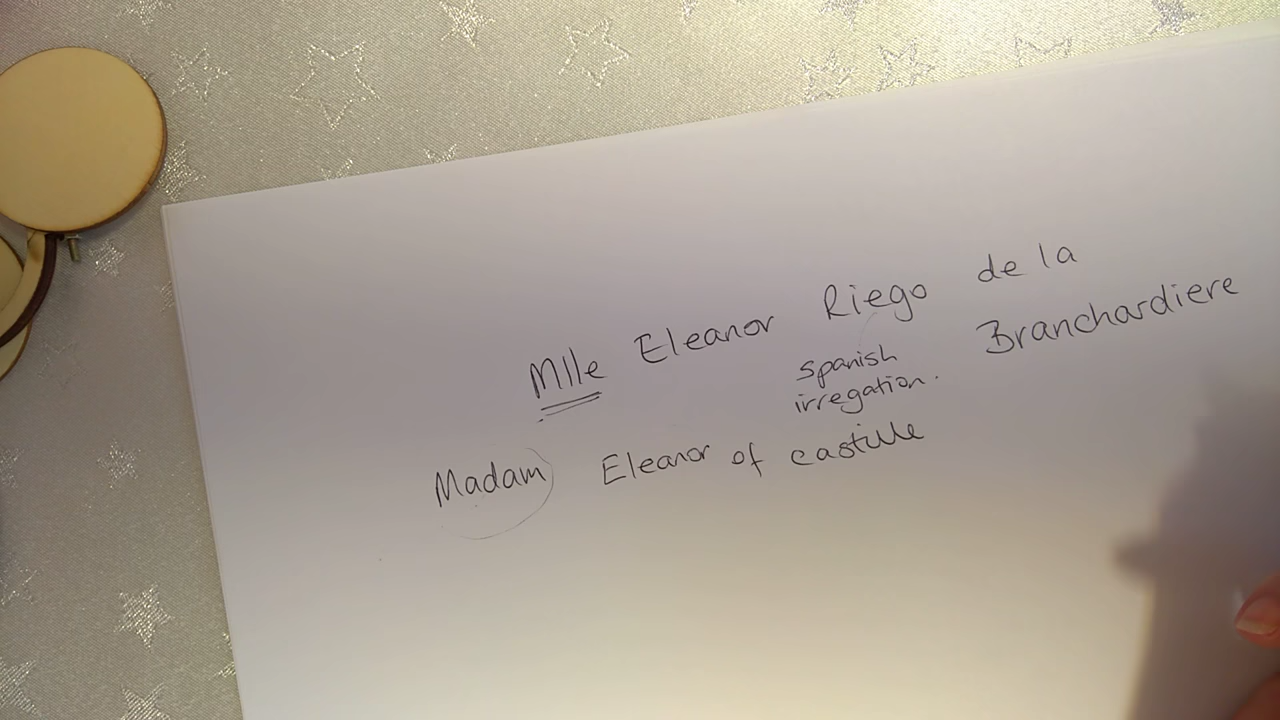 Mlle Eleanor Riego de la
Branchardiere
spanish
irregation.
Madam Eleanor of castille